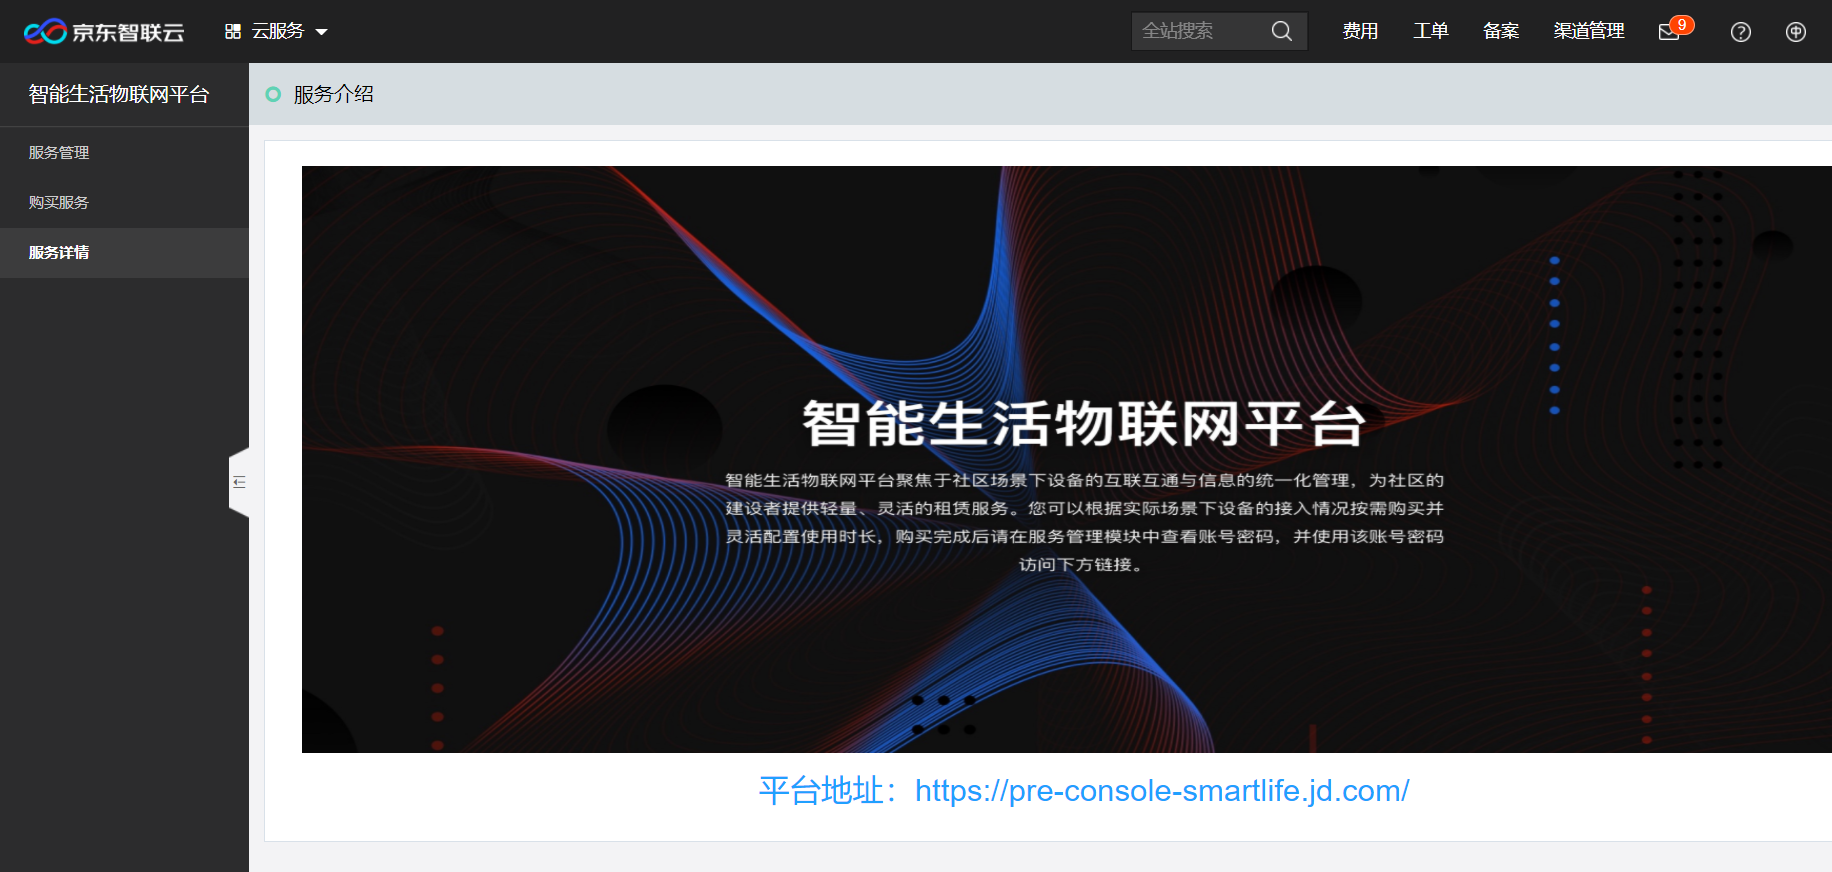 京东智联云
云服务
全站搜索
费用
工单
备案
渠道管理
9
智能生活物联网平台
服务管理
购买服务
服务详情
服务介绍
智能生活物联网平台
智能生活物联网平台聚焦于社区场景下设备的互联互通与信息的统一化管理，为社区的
建设者提供轻量、灵活的租赁服务。您可以根据实际场景下设备的接入情况按需购买并
灵活配置使用时长，购买完成后请在服务管理模块中查看账号密码，并使用该账号密码
访问下方链接。
平台地址：https://pre-console-smartlife.jd.com/